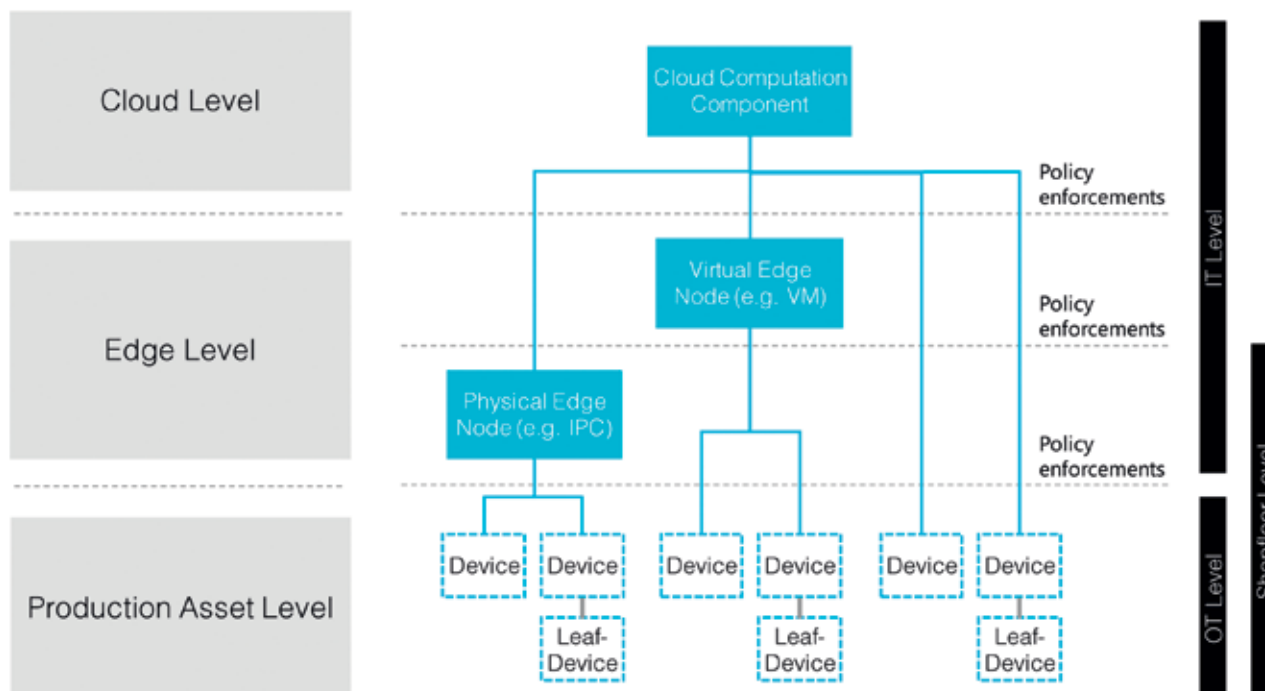 Cloud Level
Cloud Computation
Component
Policy
enforcements
Edge Level
Virtual Edge
Node (e.g. VM)
Policy
enforcements
Physical Edge
Node (e.g. IPC)
Policy
enforcements
Production Asset Level
Device
Device
Device
Device
Device
Device
Leaf-
Device
Leaf-
Device
Leaf-
Device
IT Level
OT Level
Shopfloor Level